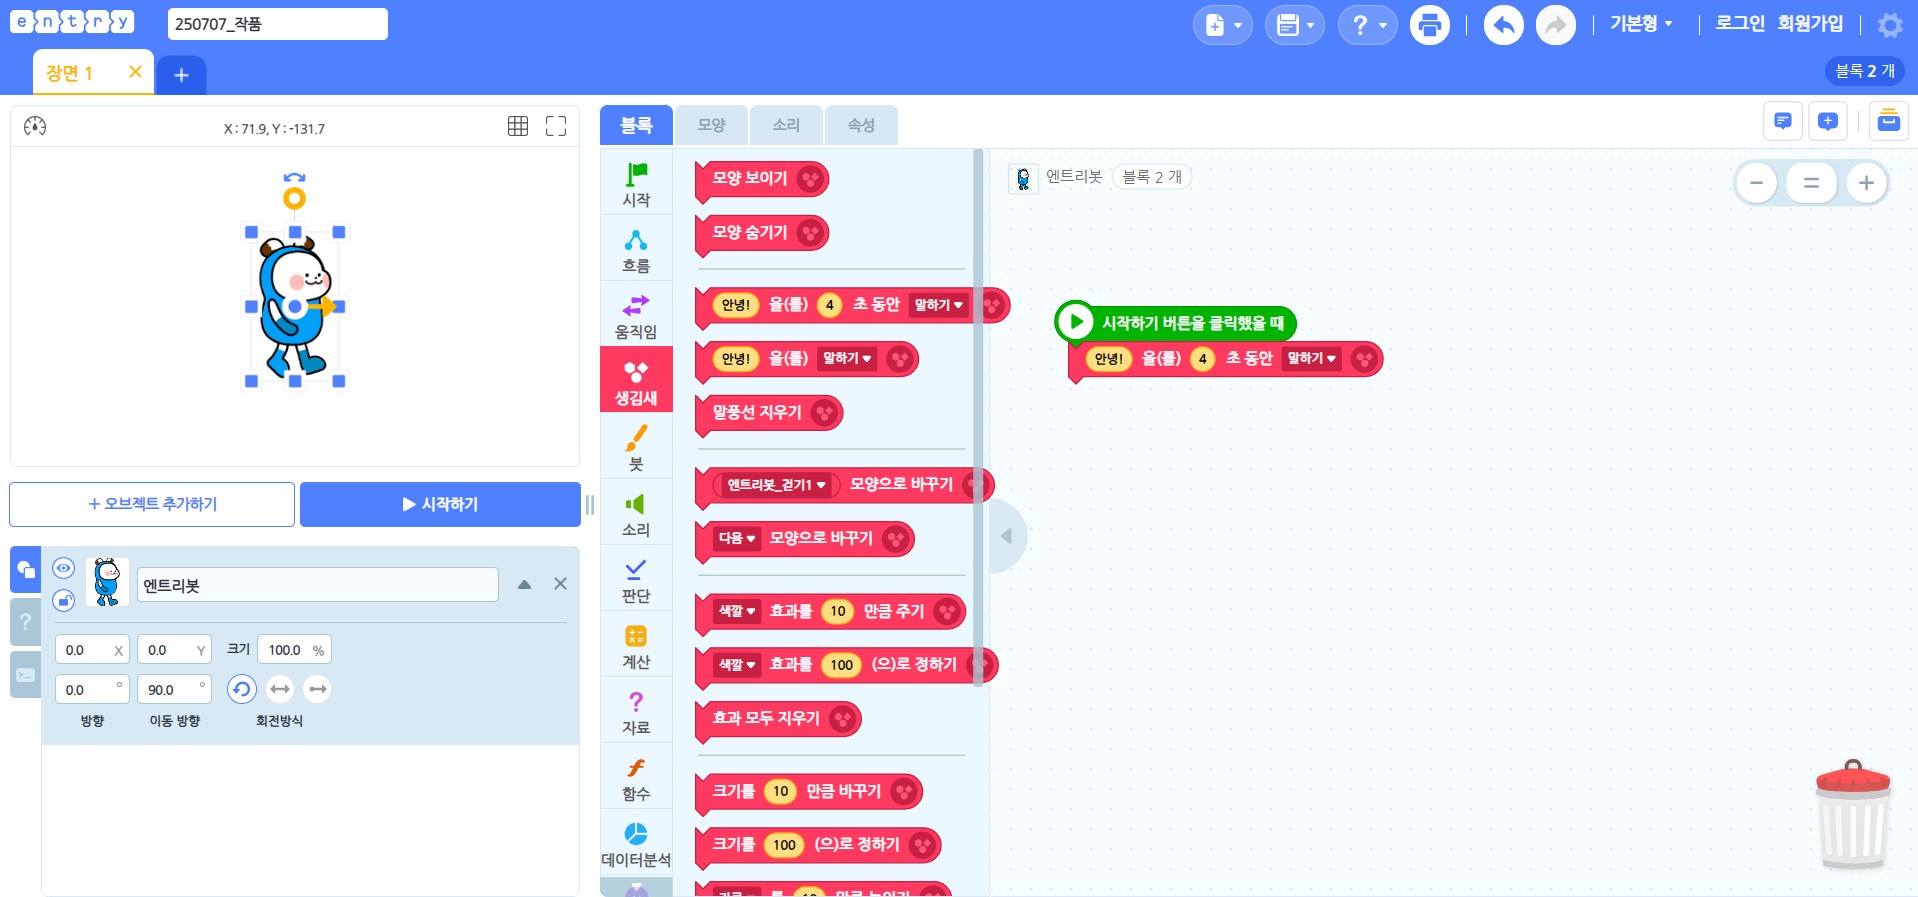 entry
250707_작품
기본형
로그인 회원가입
장면 1
블록 2 개
X : 71.9, Y : -131.7
블록
모양
소리
속성
+ 오브젝트 추가하기
시작하기
엔트리봇
0.0 X
0.0 Y
크기
100.0 %
0.0 °
90.0 °
방향
이동 방향
회전방식
시작
흐름
움직임
생김새
붓
소리
판단
계산
자료
함수
데이터분석
모양 보이기
모양 숨기기
안녕! 을(를) 4 초 동안 말하기
안녕! 을(를) 말하기
말풍선 지우기
엔트리봇_걷기1 모양으로 바꾸기
다음 모양으로 바꾸기
색깔 효과를 10 만큼 주기
색깔 효과를 100 (으)로 정하기
효과 모두 지우기
크기를 10 만큼 바꾸기
크기를 100 (으)로 정하기
엔트리봇
블록 2 개
시작하기 버튼을 클릭했을 때
안녕! 을(를) 4 초 동안 말하기